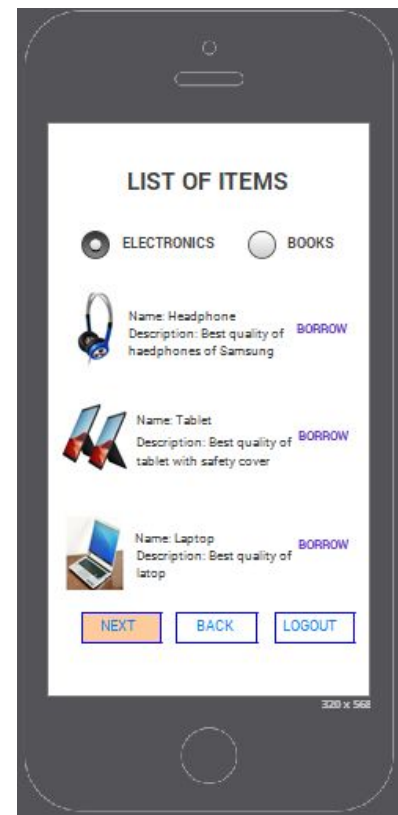 LIST OF ITEMS
ELECTRONICS
BOOKS
Name: Headphone
Description: Best quality of
haedphones of Samsung
BORROW
Name: Tablet
Description: Best quality of
tablet with safety cover
BORROW
Name: Laptop
Description: Best quality of
latop
BORROW
NEXT
BACK
LOGOUT
320 x 568